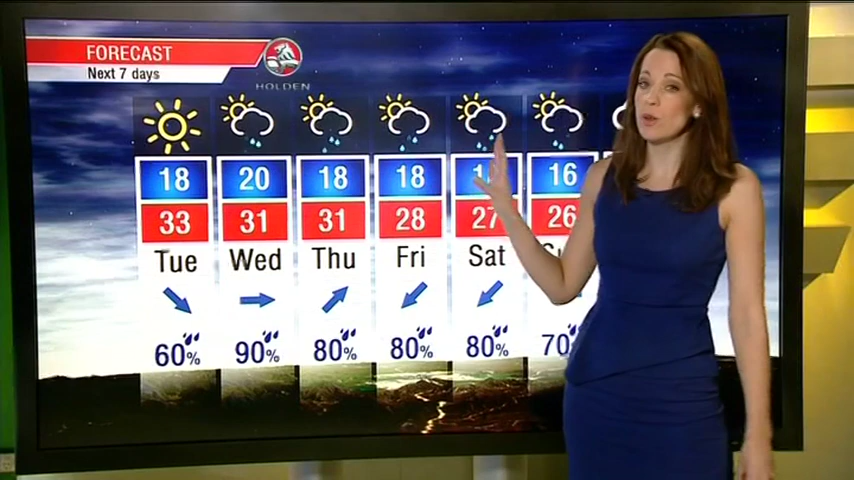 FORECAST
Next 7 days
HOLDEN
18 20 18 18 16
33 31 31 28 27 26
Tue Wed Thu Fri Sat
60% 90% 80% 80% 80% 70